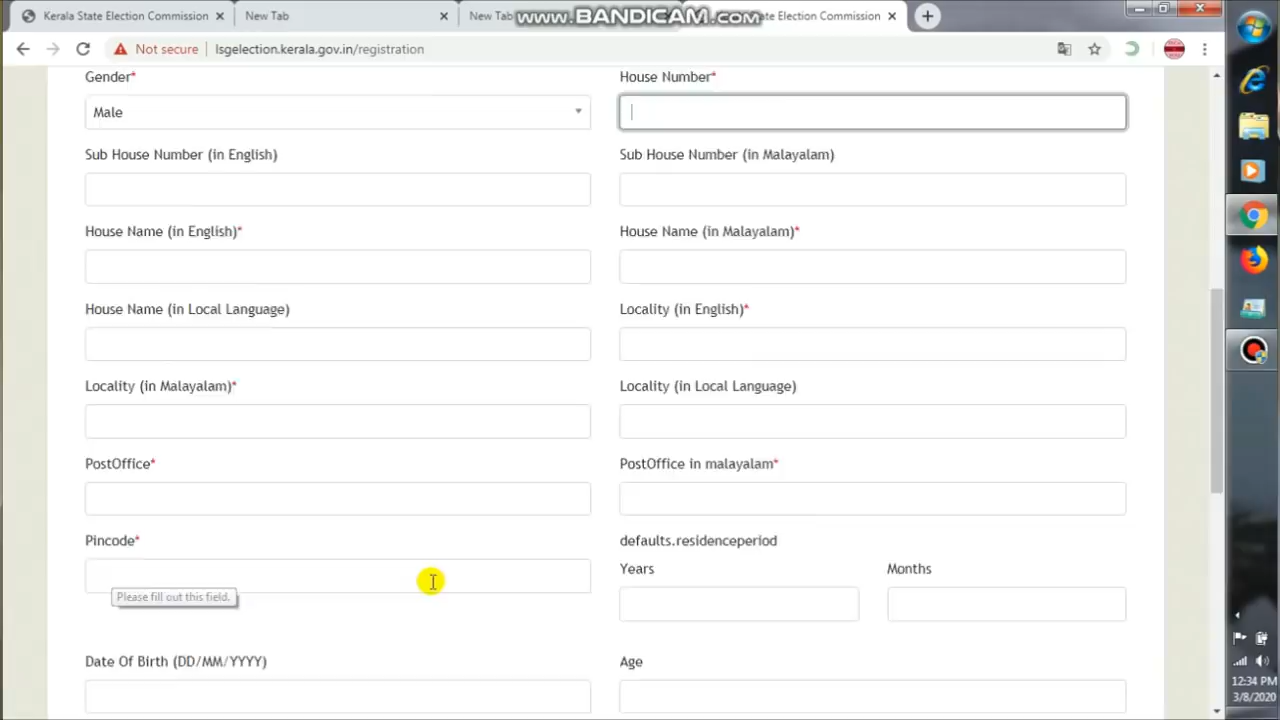 Kerala State Election Commission
New Tab
New Tab
www.BANDICAM.com
ate Election Commission
Not secure
lsgelection.kerala.gov.in/registration
Gender*
House Number*
Male
Sub House Number (in English)
Sub House Number (in Malayalam)
House Name (in English)*
House Name (in Malayalam)*
House Name (in Local Language)
Locality (in English)*
Locality (in Malayalam)*
Locality (in Local Language)
PostOffice*
PostOffice in malayalam*
Pincode*
defaults.residenceperiod
Years
Months
Please fill out this field.
Date Of Birth (DD/MM/YYYY)
Age
12:34 PM
3/8/2020